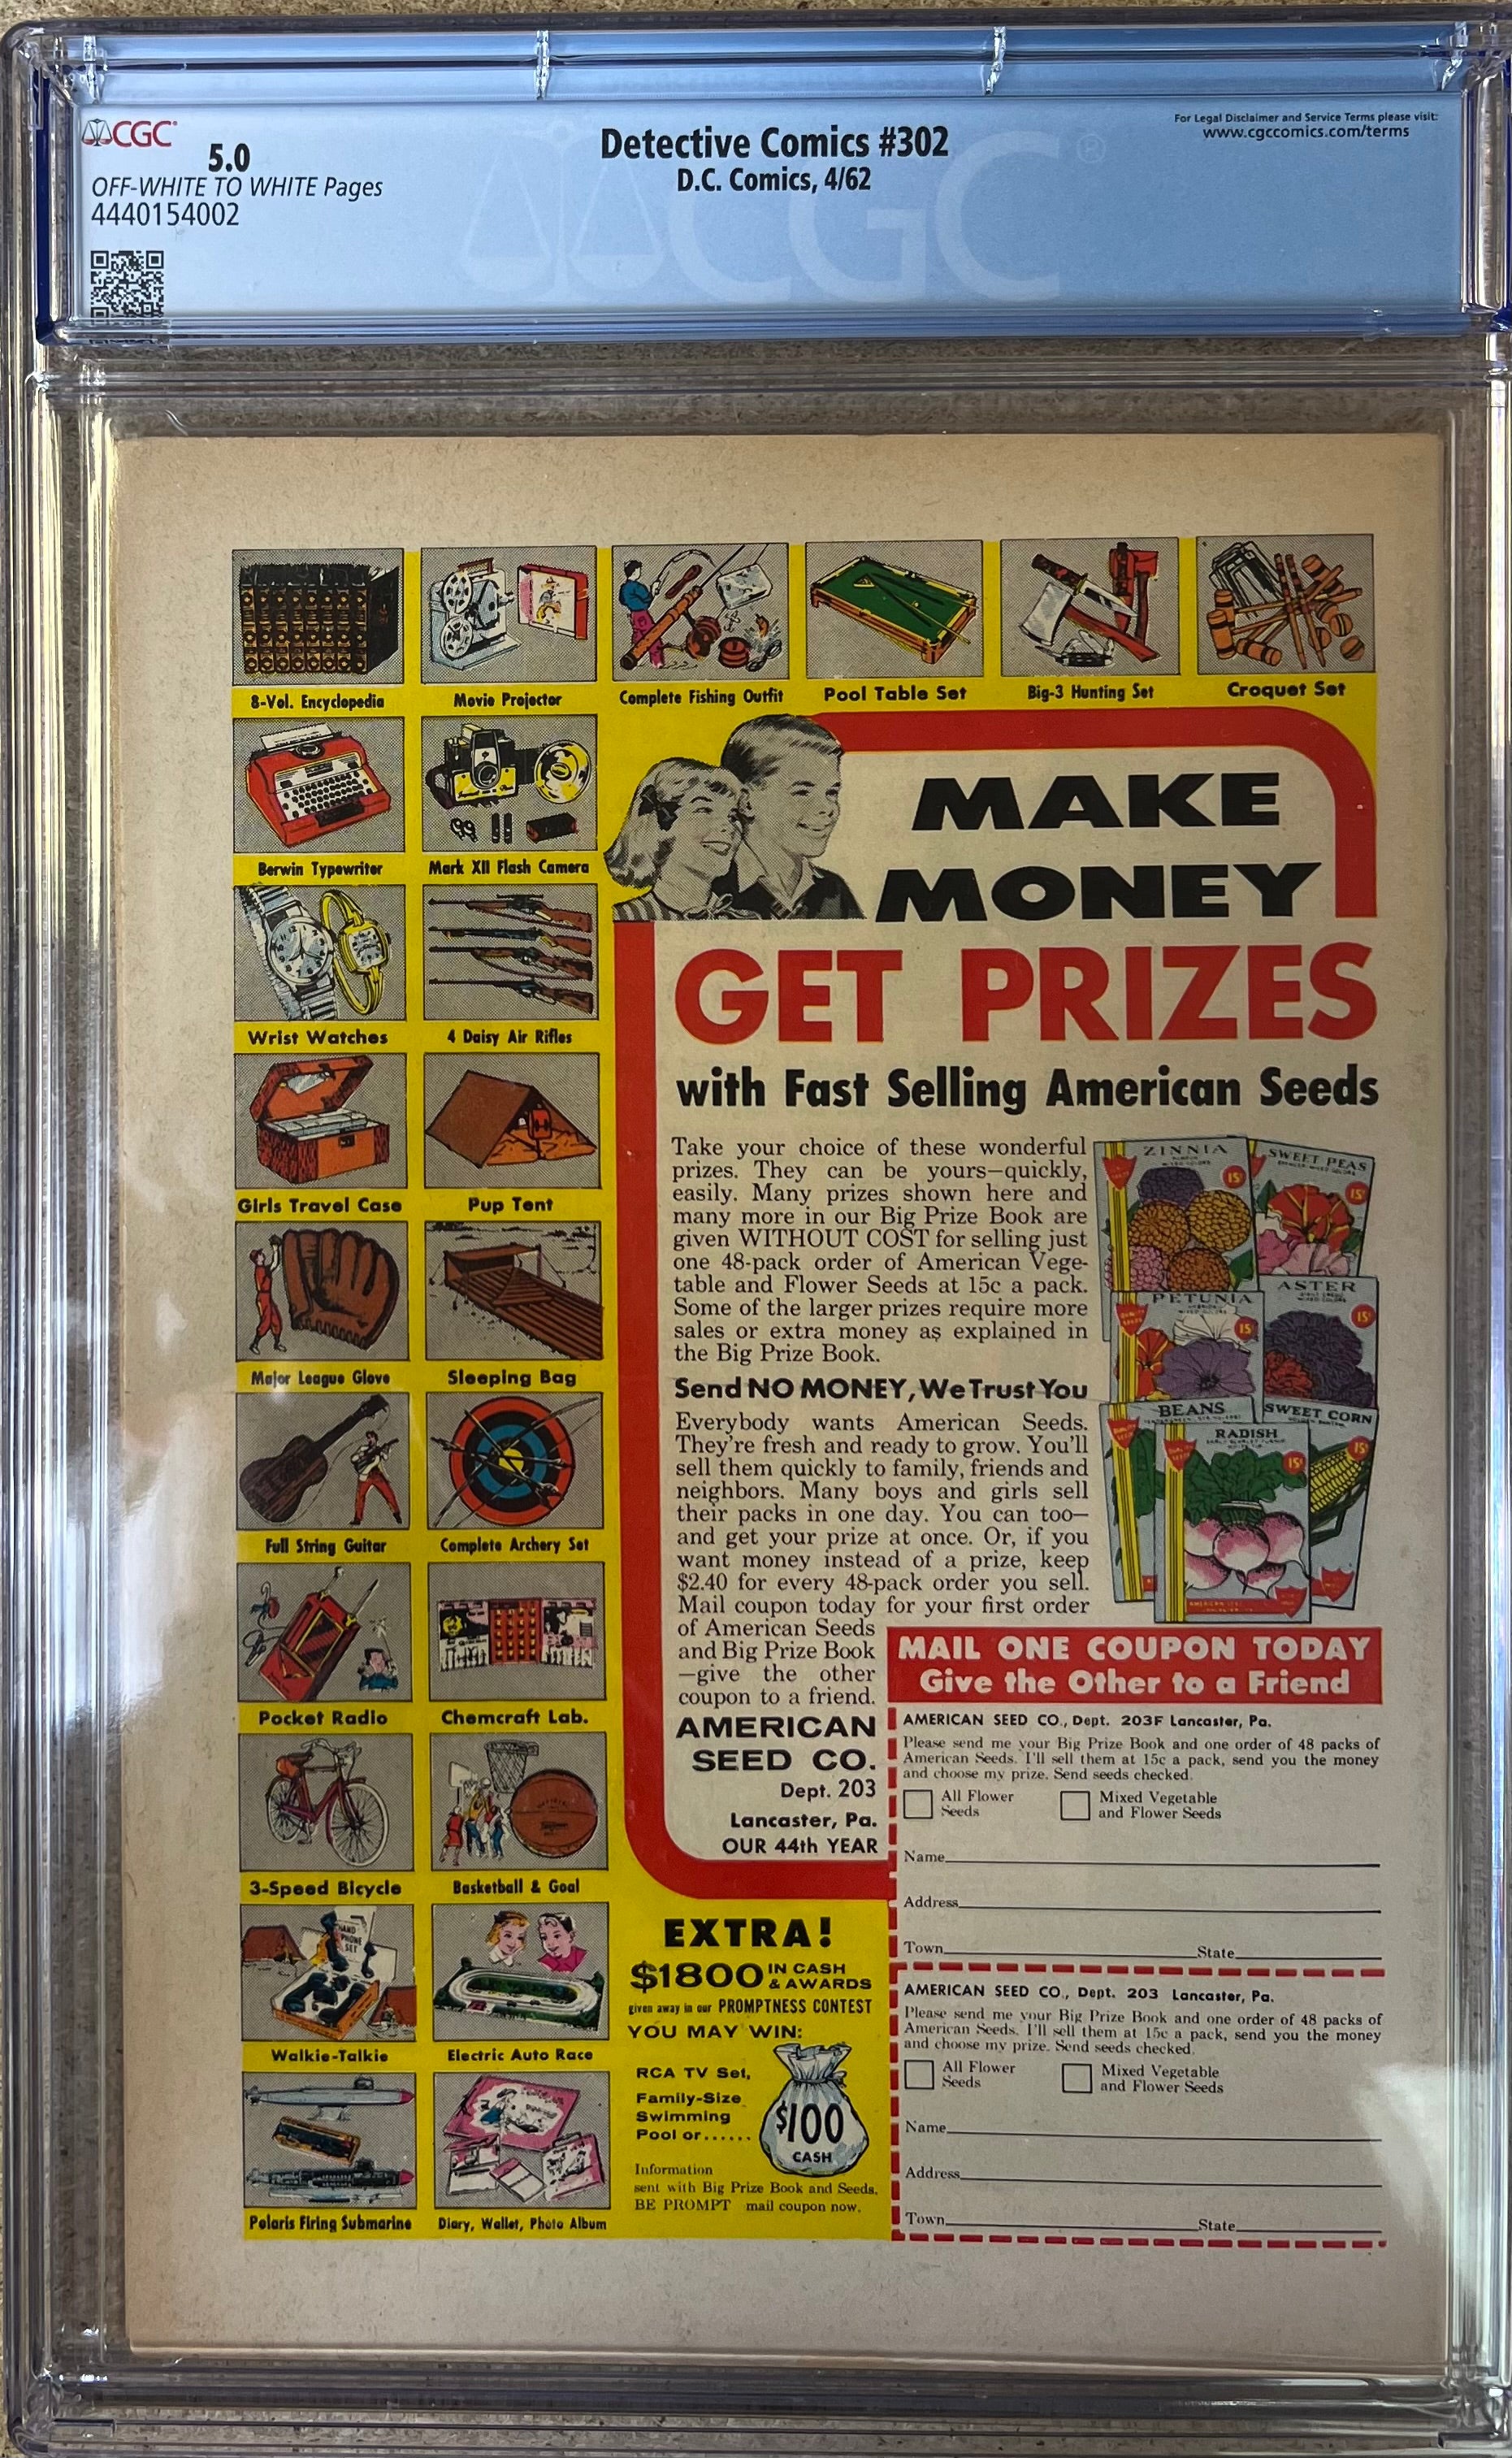 CGC
5.0
OFF-WHITE TO WHITE Pages
4440154002
Detective Comics #302
D.C. Comics, 4/62
For Legal Disclaimer and Service Terms please visit:
www.cgccomics.com/terms
CGC®
8-Vol. Encyclopedia
Movie Projector
Complete Fishing Outfit
Pool Table Set
Big-3 Hunting Set
Croquet Set
Berwin Typewriter
Mark XII Flash Camera
Wrist Watches
4 Daisy Air Rifles
Girls Travel Case
Pup Tent
Major League Glove
Sleeping Bag
Full String Guitar
Complete Archery Set
Pocket Radio
Chemcraft Lab.
3-Speed Bicycle
Basketball & Goal
HAND
PHONE
SET
Walkie-Talkie
Electric Auto Race
Polaris Firing Submarine
Diary, Wallet, Photo Album
MAKE
MONEY
GET PRIZES
with Fast Selling American Seeds
Take your choice of these wonderful
prizes. They can be yours—quickly,
easily. Many prizes shown here and
many more in our Big Prize Book are
given WITHOUT COST for selling just
one 48-pack order of American Vege-
table and Flower Seeds at 15c a pack.
Some of the larger prizes require more
sales or extra money as explained in
the Big Prize Book.
Send NO MONEY, We Trust You
Everybody wants American Seeds.
They're fresh and ready to grow. You'll
sell them quickly to family, friends and
neighbors. Many boys and girls sell
their packs in one day. You can too—
and get your prize at once. Or, if you
want money instead of a prize, keep
$2.40 for every 48-pack order you sell.
Mail coupon today for your first order
of American Seeds
and Big Prize Book
—give the other
coupon to a friend.
AMERICAN
SEED CO.
Dept. 203
Lancaster, Pa.
OUR 44th YEAR
ZINNIA
15¢
SWEET PEAS
15¢
PETUNIA
15¢
ASTER
15¢
BEANS
SWEET CORN
15¢
RADISH
15¢
MAIL ONE COUPON TODAY
Give the Other to a Friend
AMERICAN SEED CO., Dept. 203F Lancaster, Pa.
Please send me your Big Prize Book and one order of 48 packs of
American Seeds. I'll sell them at 15c a pack, send you the money
and choose my prize. Send seeds checked.
All Flower
Seeds
Mixed Vegetable
and Flower Seeds
Name
Address
Town State
AMERICAN SEED CO., Dept. 203 Lancaster, Pa.
Please send me your Big Prize Book and one order of 48 packs of
American Seeds. I'll sell them at 15c a pack, send you the money
and choose my prize. Send seeds checked.
All Flower
Seeds
Mixed Vegetable
and Flower Seeds
Name
Address
Town State
EXTRA!
$1800 IN CASH
& AWARDS
given away in our PROMPTNESS CONTEST
YOU MAY WIN:
RCA TV Set,
Family-Size
Swimming
Pool or......
$100
CASH
Information
sent with Big Prize Book and Seeds.
BE PROMPT mail coupon now.